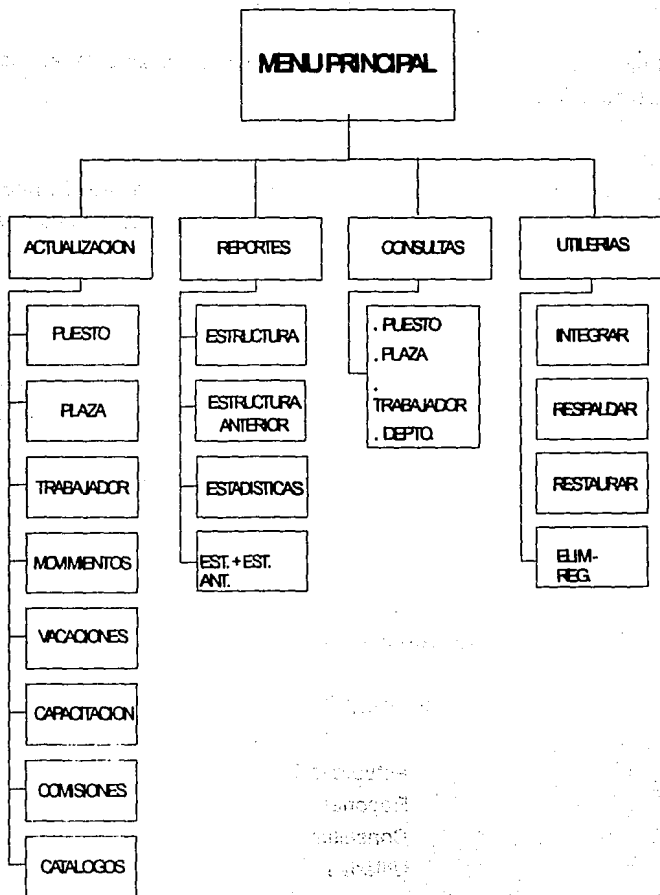 MENU PRINCIPAL
ACTUALIZACION
REPORTES
CONSULTAS
UTILERIAS
PUESTO
PLAZA
TRABAJADOR
MOVIMIENTOS
VACACIONES
CAPACITACION
COMISIONES
CATALOGOS
ESTRUCTURA
ESTRUCTURA
ANTERIOR
ESTADISTICAS
EST. + EST.
ANT.
. PUESTO
. PLAZA
.
TRABAJADOR
. DEPTO.
INTEGRAR
RESPALDAR
RESTAURAR
ELIM-
REG.